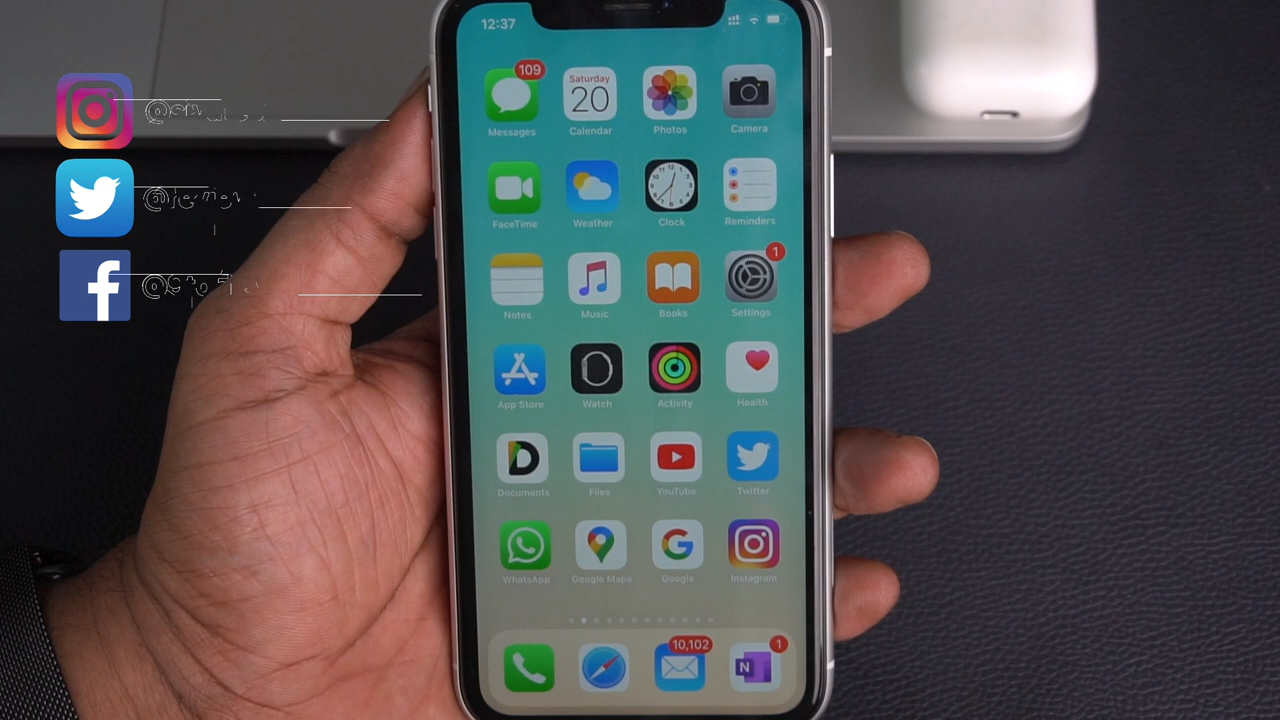 12:37
109
Saturday
20
Messages Calendar Photos Camera
FaceTime Weather Clock Reminders
1
Notes Music Books Settings
App Store Watch Activity Health
Documents Files YouTube Twitter
WhatsApp Google Maps Google Instagram
10,102 1
N